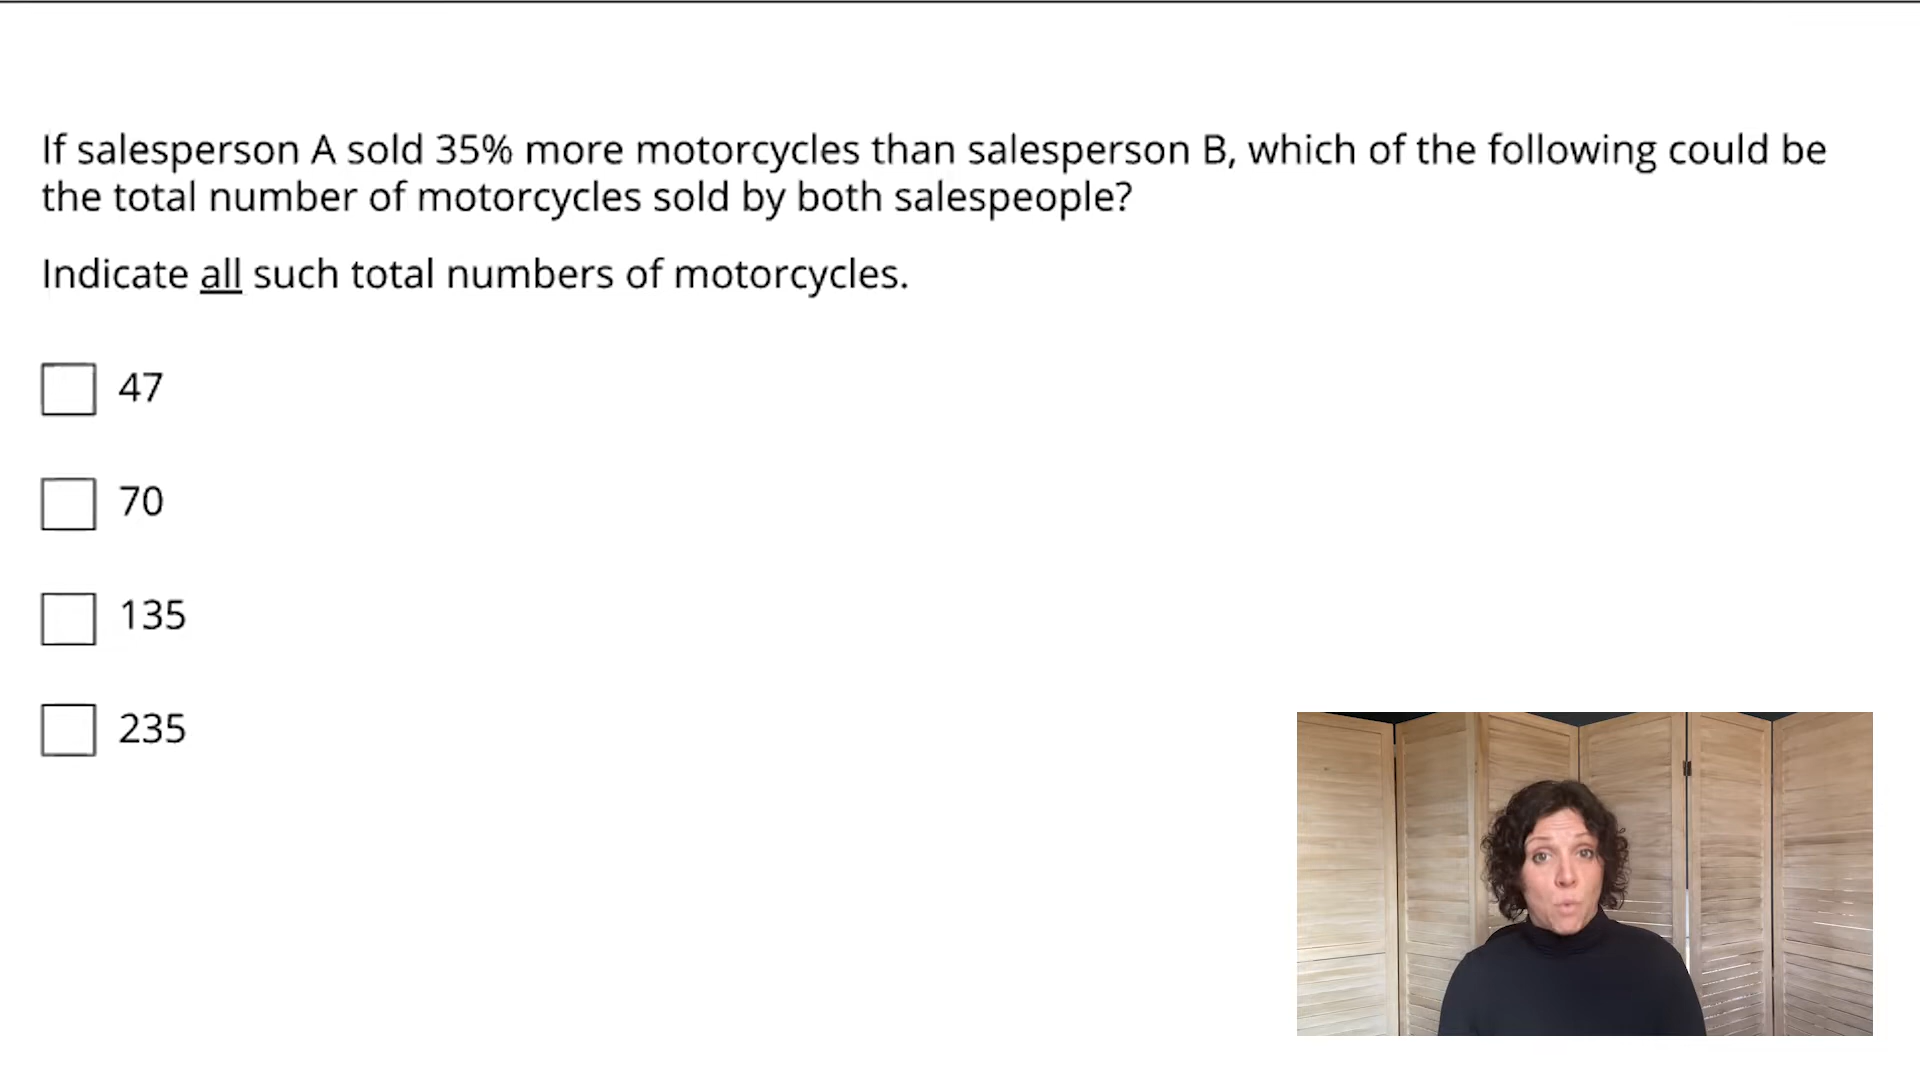 If salesperson A sold 35% more motorcycles than salesperson B, which of the following could be
the total number of motorcycles sold by both salespeople?
Indicate all such total numbers of motorcycles.
47
70
135
235